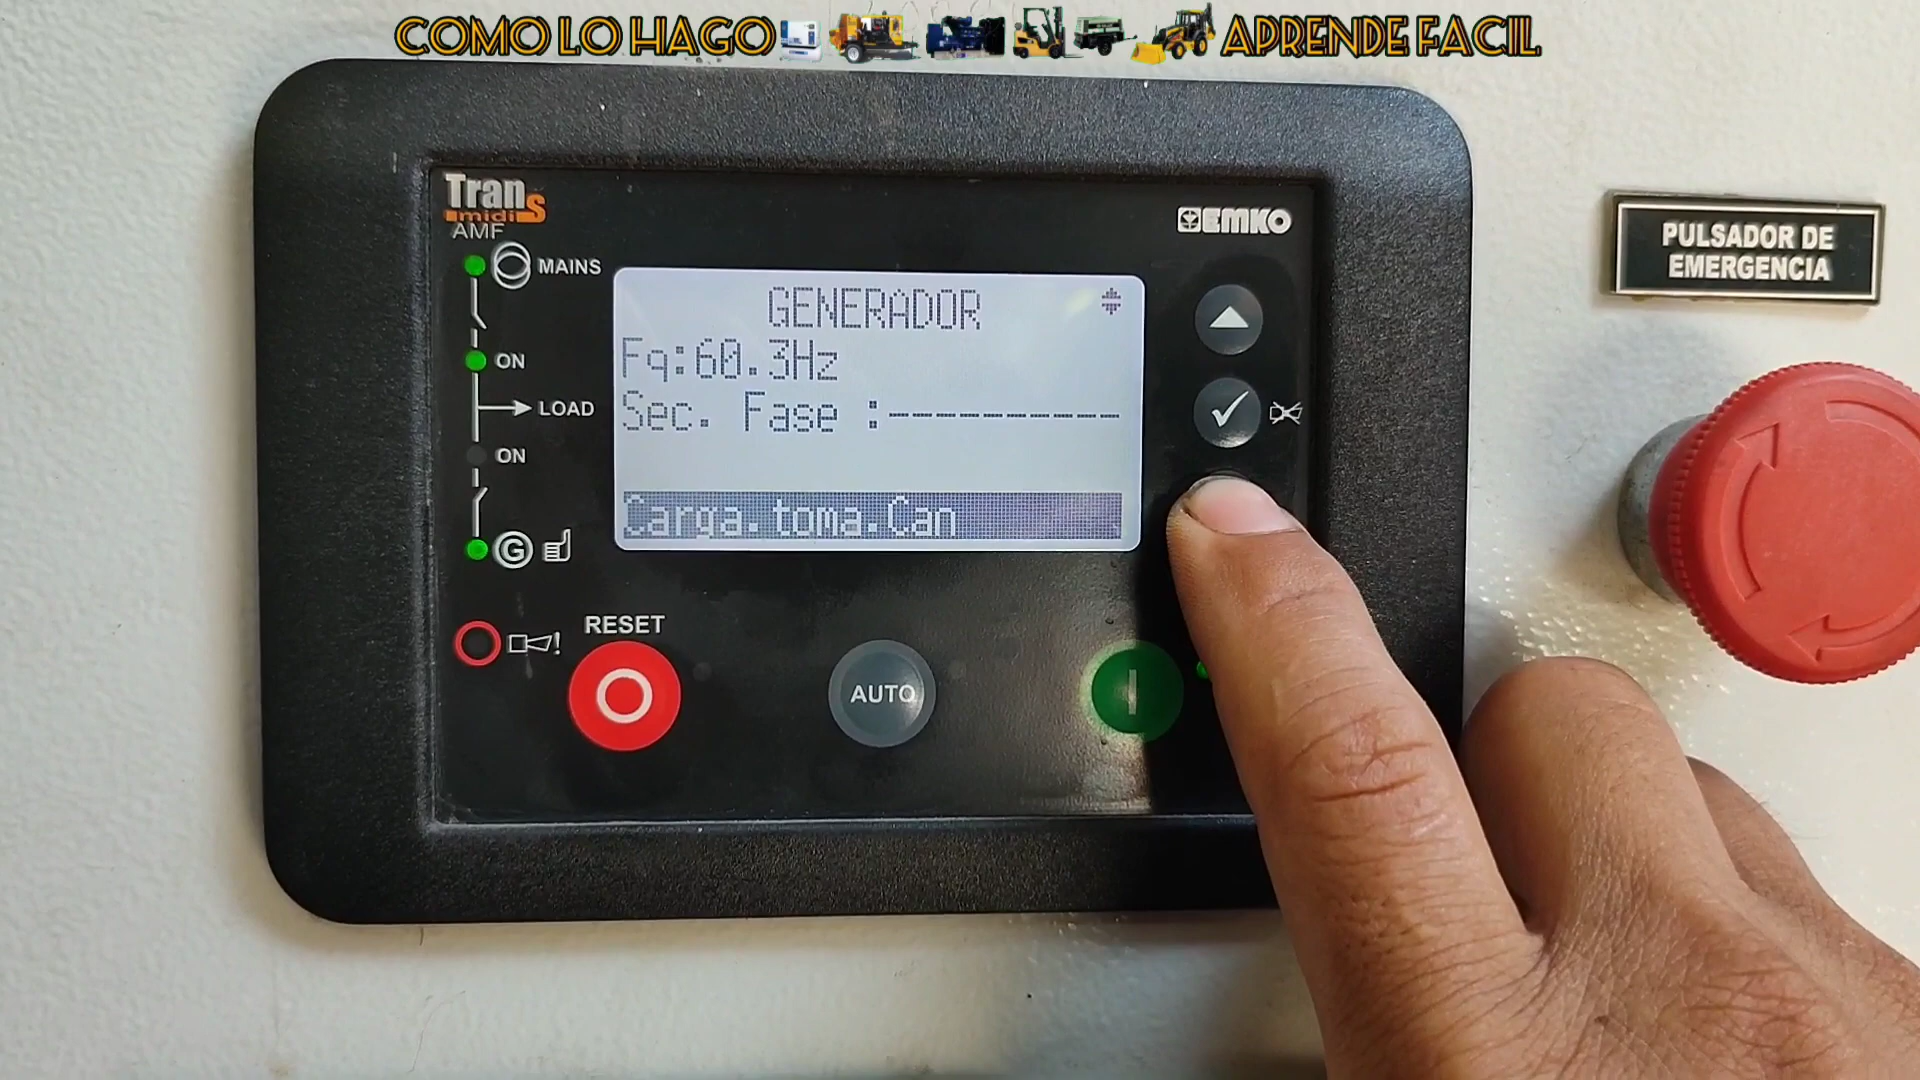 COMO LO HAGO APRENDE FACIL
Trans
midi
AMF
EMKO
MAINS
ON
LOAD
ON
G
GENERADOR
Fq:60.3Hz
Sec. Fase :----------
Carga.toma.Can
RESET
AUTO
PULSADOR DE
EMERGENCIA